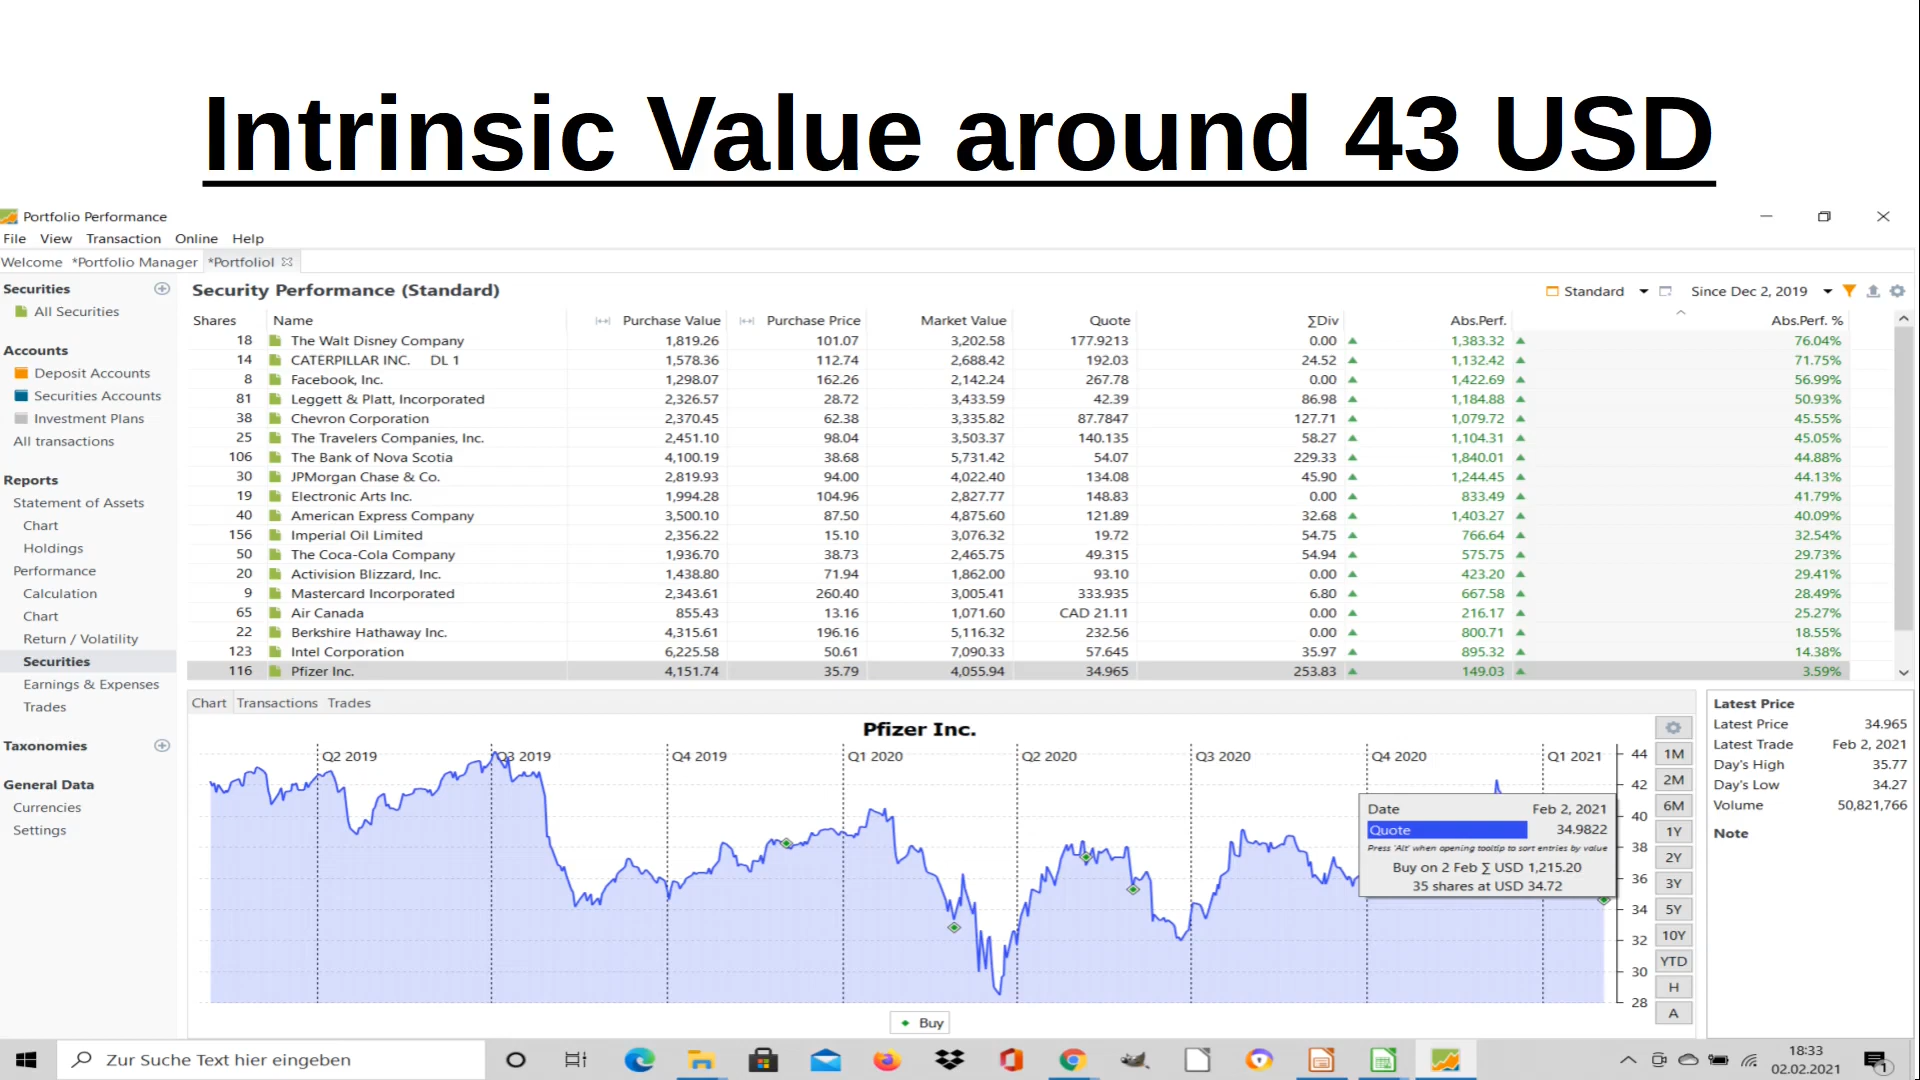 Intrinsic Value around 43 USD
Portfolio Performance
File View Transaction Online Help
Welcome *Portfolio Manager *PortfolioI
Securities
All Securities
Accounts
Deposit Accounts
Securities Accounts
Investment Plans
All transactions
Reports
Statement of Assets
Chart
Holdings
Performance
Calculation
Chart
Return / Volatility
Securities
Earnings & Expenses
Trades
Taxonomies
General Data
Currencies
Settings
Security Performance (Standard)
Standard Since Dec 2, 2019
Shares Name Purchase Value Purchase Price Market Value Quote ∑Div Abs.Perf. Abs.Perf. %
18 The Walt Disney Company 1,819.26 101.07 3,202.58 177.9213 0.00 1,383.32 76.04%
14 CATERPILLAR INC. DL 1 1,578.36 112.74 2,688.42 192.03 24.52 1,132.42 71.75%
8 Facebook, Inc. 1,298.07 162.26 2,142.24 267.78 0.00 1,422.69 56.99%
81 Leggett & Platt, Incorporated 2,326.57 28.72 3,433.59 42.39 86.98 1,184.88 50.93%
38 Chevron Corporation 2,370.45 62.38 3,335.82 87.7847 127.71 1,079.72 45.55%
25 The Travelers Companies, Inc. 2,451.10 98.04 3,503.37 140.135 58.27 1,104.31 45.05%
106 The Bank of Nova Scotia 4,100.19 38.68 5,731.42 54.07 229.33 1,840.01 44.88%
30 JPMorgan Chase & Co. 2,819.93 94.00 4,022.40 134.08 45.90 1,244.45 44.13%
19 Electronic Arts Inc. 1,994.28 104.96 2,827.77 148.83 0.00 833.49 41.79%
40 American Express Company 3,500.10 87.50 4,875.60 121.89 32.68 1,403.27 40.09%
156 Imperial Oil Limited 2,356.22 15.10 3,076.32 19.72 54.75 766.64 32.54%
50 The Coca-Cola Company 1,936.70 38.73 2,465.75 49.315 54.94 575.75 29.73%
20 Activision Blizzard, Inc. 1,438.80 71.94 1,862.00 93.10 0.00 423.20 29.41%
9 Mastercard Incorporated 2,343.61 260.40 3,005.41 333.935 6.80 667.58 28.49%
65 Air Canada 855.43 13.16 1,071.60 CAD 21.11 0.00 216.17 25.27%
22 Berkshire Hathaway Inc. 4,315.61 196.16 5,116.32 232.56 0.00 800.71 18.55%
123 Intel Corporation 6,225.58 50.61 7,090.33 57.645 35.97 895.32 14.38%
116 Pfizer Inc. 4,151.74 35.79 4,055.94 34.965 253.83 149.03 3.59%
Chart Transactions Trades
Pfizer Inc.
Q2 2019 Q3 2019 Q4 2019 Q1 2020 Q2 2020 Q3 2020 Q4 2020 Q1 2021
44
42
40
38
36
34
32
30
28
Date Feb 2, 2021
Quote 34.9822
Press 'Alt' when opening tooltip to sort entries by value
Buy on 2 Feb ∑ USD 1,215.20
35 shares at USD 34.72
Buy
1M
2M
6M
1Y
2Y
3Y
5Y
10Y
YTD
H
A
Latest Price
Latest Price 34.965
Latest Trade Feb 2, 2021
Day's High 35.77
Day's Low 34.27
Volume 50,821,766
Note
Zur Suche Text hier eingeben
18:33
02.02.2021
1